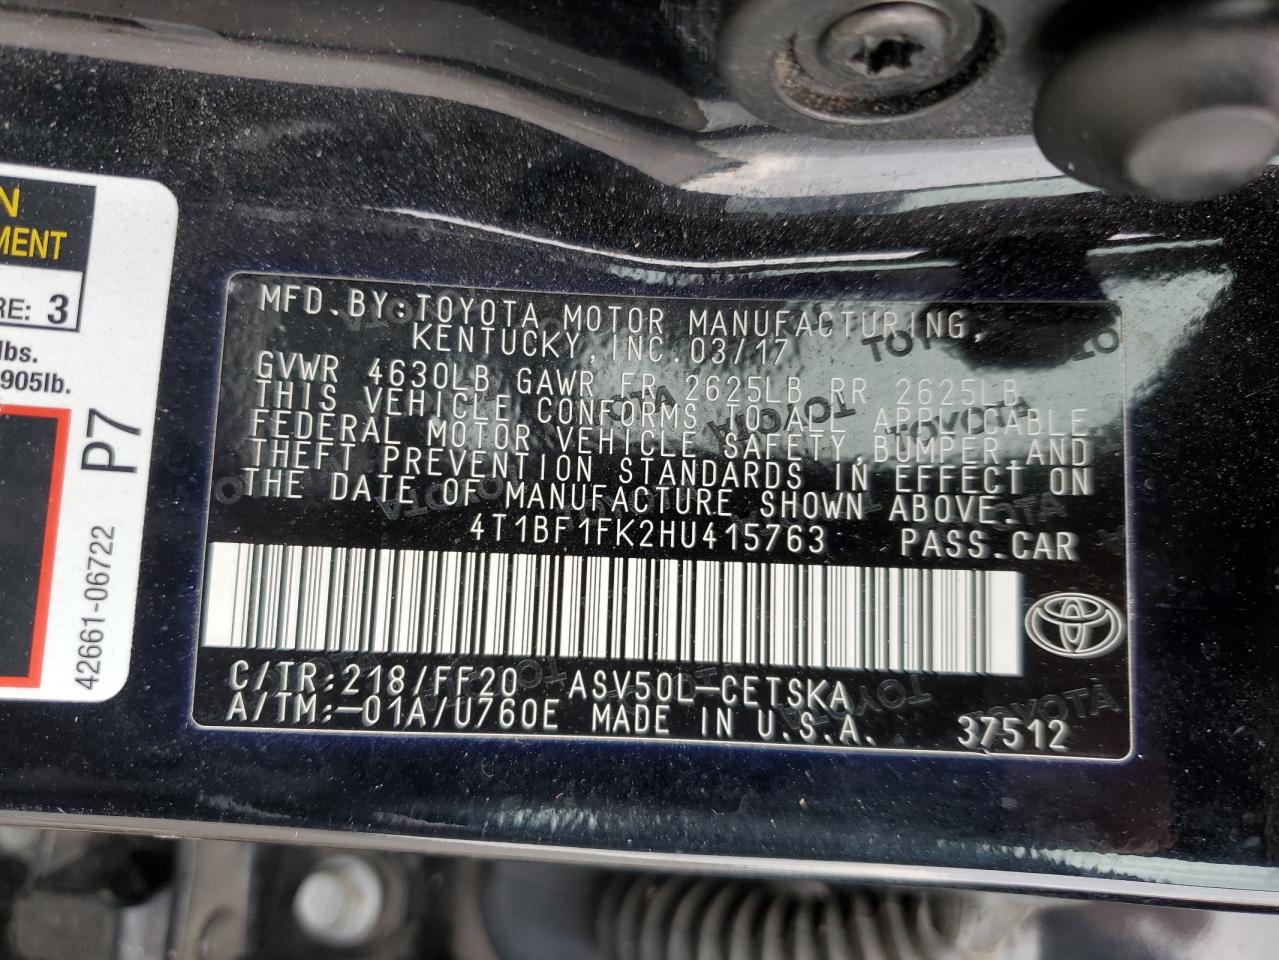 N
MENT
RE: 3
lbs.
905lb.
P7
42661-06722
MFD.BY:TOYOTA MOTOR MANUFACTURING,
KENTUCKY,INC.03/17
GVWR 4630LB GAWR FR 2625LB RR 2625LB
THIS VEHICLE CONFORMS TO ALL APPLICABLE
FEDERAL MOTOR VEHICLE SAFETY,BUMPER,AND
THEFT PREVENTION STANDARDS IN EFFECT ON
THE DATE OF MANUFACTURE SHOWN ABOVE.
4T1BF1FK2HU415763 PASS.CAR
C/TR:218/FF20 ASV50L-CETSKA
A/TM:-01A/U760E MADE IN U.S.A. 37512
TOYOTA